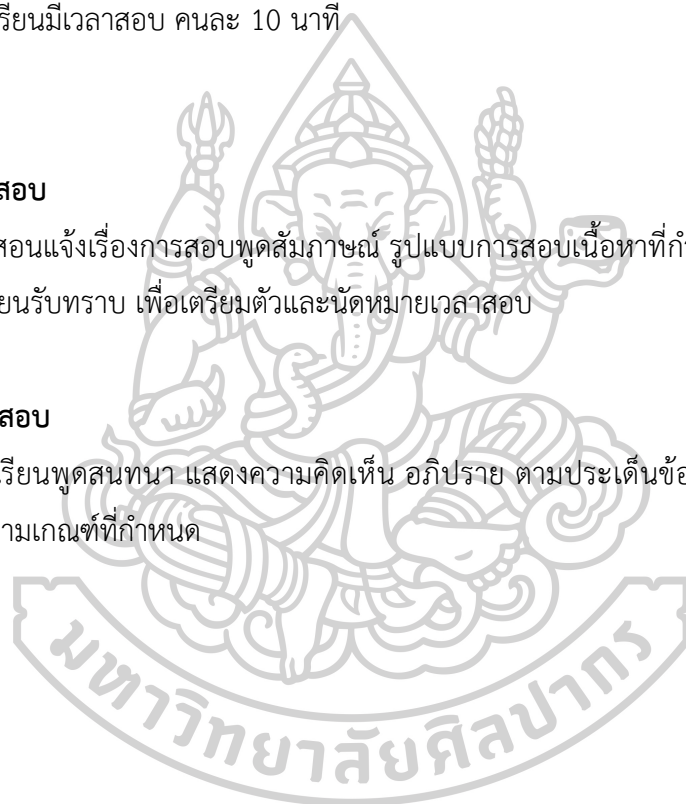 รียนมีเวลาสอบ คนละ 10 นาที
สอบ
สอนแจ้งเรื่องการสอบพูดสัมภาษณ์ รูปแบบการสอบเนื้อหาที่กำ
ยนรับทราบ เพื่อเตรียมตัวและนัดหมายเวลาสอบ
สอบ
เรียนพูดสนทนา แสดงความคิดเห็น อภิปราย ตามประเด็นข้อ
ามเกณฑ์ที่กำหนด
มหาวิทยาลัยศิลปากร